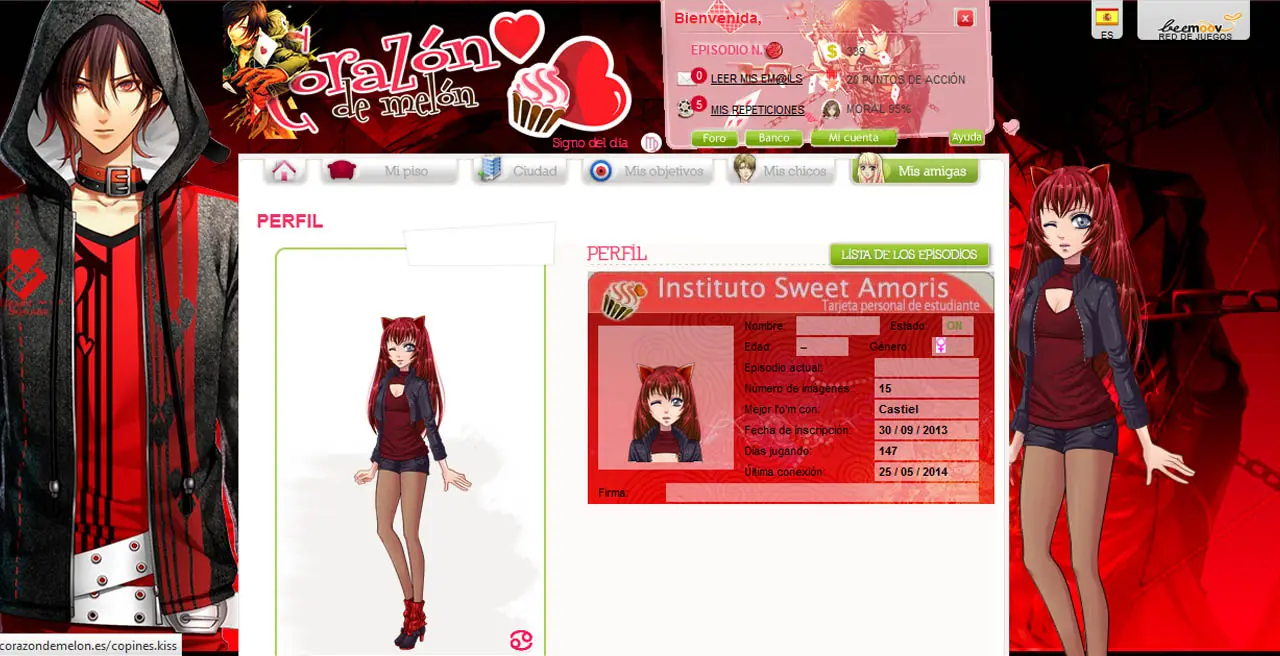 Corazón
de melón
Signo del día
Bienvenida,
x
EPISODIO N.º
$ 389
0 LEER MIS EM@ILS
20 PUNTOS DE ACCIÓN
5 MIS REPETICIONES
MORAL 95%
Foro Banco Mi cuenta Ayuda
ES
beemoov
RED DE JUEGOS
Mi piso Ciudad Mis objetivos Mis chicos Mis amigas
PERFIL
PERFIL
LISTA DE LOS EPISODIOS
Instituto Sweet Amoris
Tarjeta personal de estudiante
Nombre: Estado: ON
Edad: – Género:
Episodio actual:
Número de imágenes: 15
Mejor fo'm con: Castiel
Fecha de inscripción: 30 / 09 / 2013
Días jugando: 147
Última conexión: 25 / 05 / 2014
Firma:
corazondemelon.es/copines.kiss